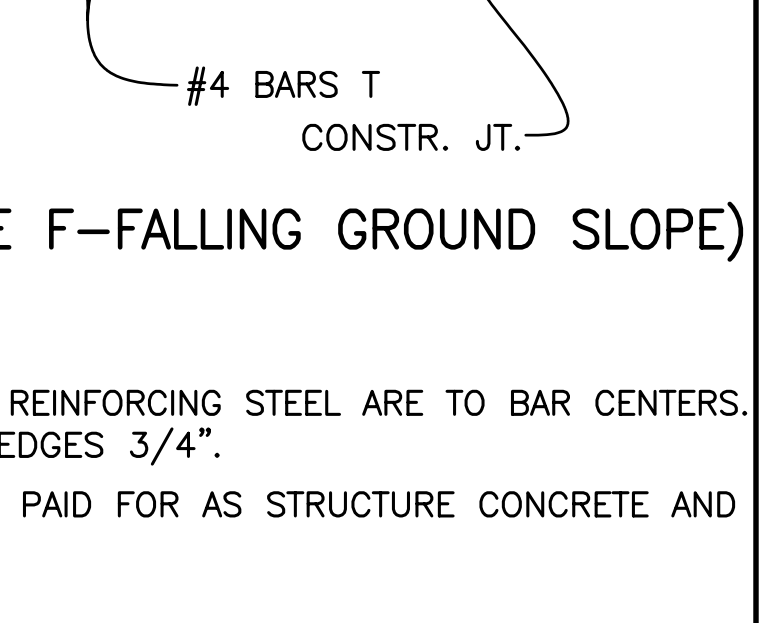 #4 BARS T
CONSTR. JT.
F-FALLING GROUND SLOPE)
REINFORCING STEEL ARE TO BAR CENTERS.
EDGES 3/4".
PAID FOR AS STRUCTURE CONCRETE AND